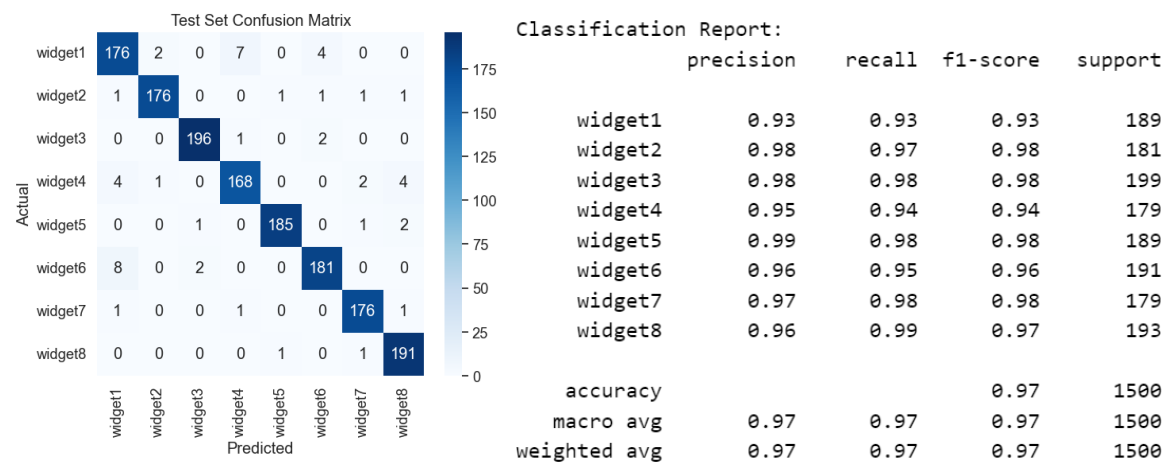 Test Set Confusion Matrix
Actual
widget1 176 2 0 7 0 4 0 0
widget2 1 176 0 0 1 1 1 1
widget3 0 0 196 1 0 2 0 0
widget4 4 1 0 168 0 0 2 4
widget5 0 0 1 0 185 0 1 2
widget6 8 0 2 0 0 181 0 0
widget7 1 0 0 1 0 0 176 1
widget8 0 0 0 0 1 0 1 191
widget1 widget2 widget3 widget4 widget5 widget6 widget7 widget8
Predicted
175
150
125
100
75
50
25
0
Classification Report:
precision recall f1-score support
widget1 0.93 0.93 0.93 189
widget2 0.98 0.97 0.98 181
widget3 0.98 0.98 0.98 199
widget4 0.95 0.94 0.94 179
widget5 0.99 0.98 0.98 189
widget6 0.96 0.95 0.96 191
widget7 0.97 0.98 0.98 179
widget8 0.96 0.99 0.97 193
accuracy 0.97 1500
macro avg 0.97 0.97 0.97 1500
weighted avg 0.97 0.97 0.97 1500